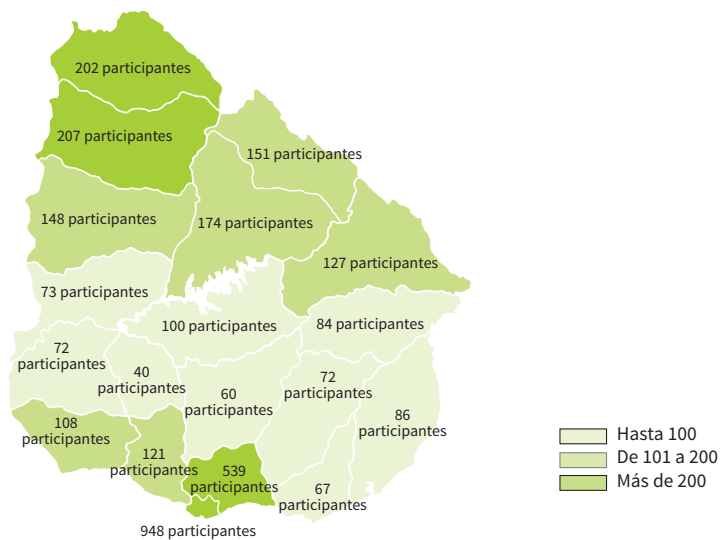 202 participantes
207 participantes
151 participantes
148 participantes
174 participantes
127 participantes
73 participantes
100 participantes
84 participantes
72
participantes
40
participantes
60
participantes
72
participantes
86
participantes
108
participantes
121
participantes
539
participantes
67
participantes
948 participantes
Hasta 100
De 101 a 200
Más de 200